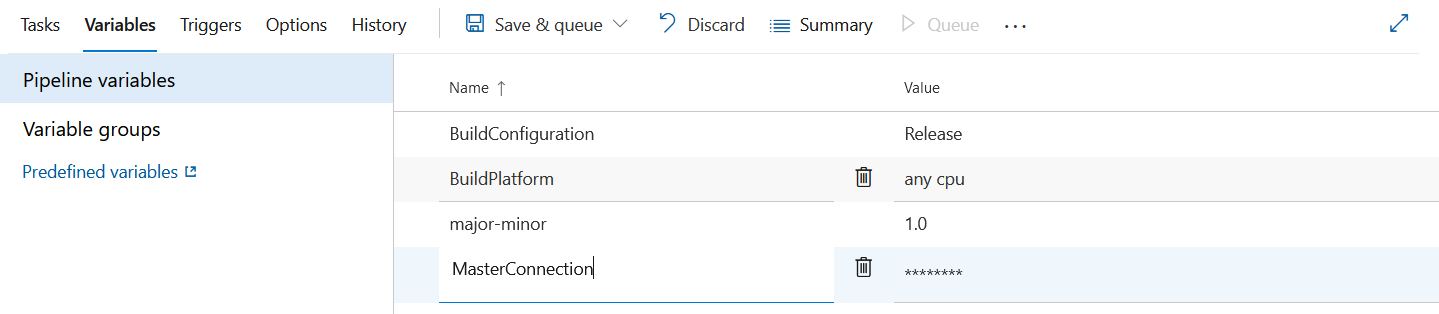 Tasks Variables Triggers Options History Save & queue Discard Summary Queue ...
Pipeline variables
Variable groups
Predefined variables
Name ↑ Value
BuildConfiguration Release
BuildPlatform any cpu
major-minor 1.0
MasterConnection ********